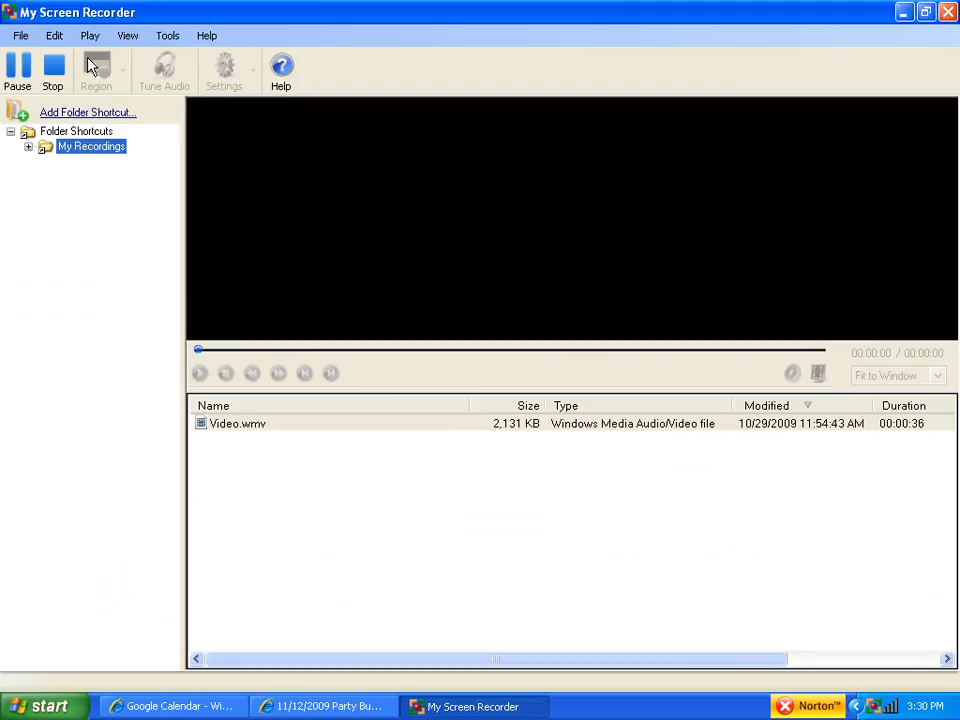 My Screen Recorder
File Edit Play View Tools Help
Pause Stop Region Tune Audio Settings Help
Add Folder Shortcut...
Folder Shortcuts
My Recordings
00:00:00 / 00:00:00
Fit to Window
Name Size Type Modified Duration
Video.wmv 2,131 KB Windows Media Audio/Video file 10/29/2009 11:54:43 AM 00:00:36
start Google Calendar - Wi... 11/12/2009 Party Bu... My Screen Recorder Norton™ 3:30 PM